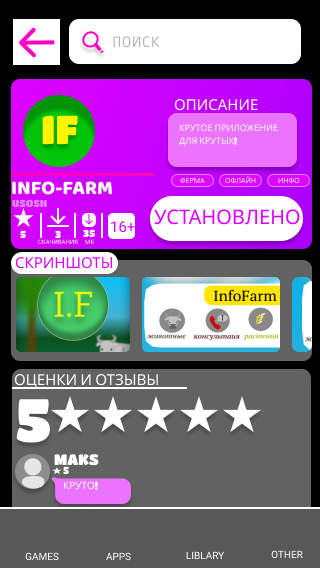 ПОИСК
IF
INFO-FARM
USOSH
5
3
СКАЧИВАНИЯ
35
МБ
16+
ОПИСАНИЕ
КРУТОЕ ПРИЛОЖЕНИЕ
ДЛЯ КРУТЫХ!
ФЕРМА ОФЛАЙН ИНФО
УСТАНОВЛЕНО
СКРИНШОТЫ
I.F
InfoFarm
животные консультация растения
ОЦЕНКИ И ОТЗЫВЫ
5
MAKS
5
КРУТО!
GAMES APPS LIBLARY OTHER